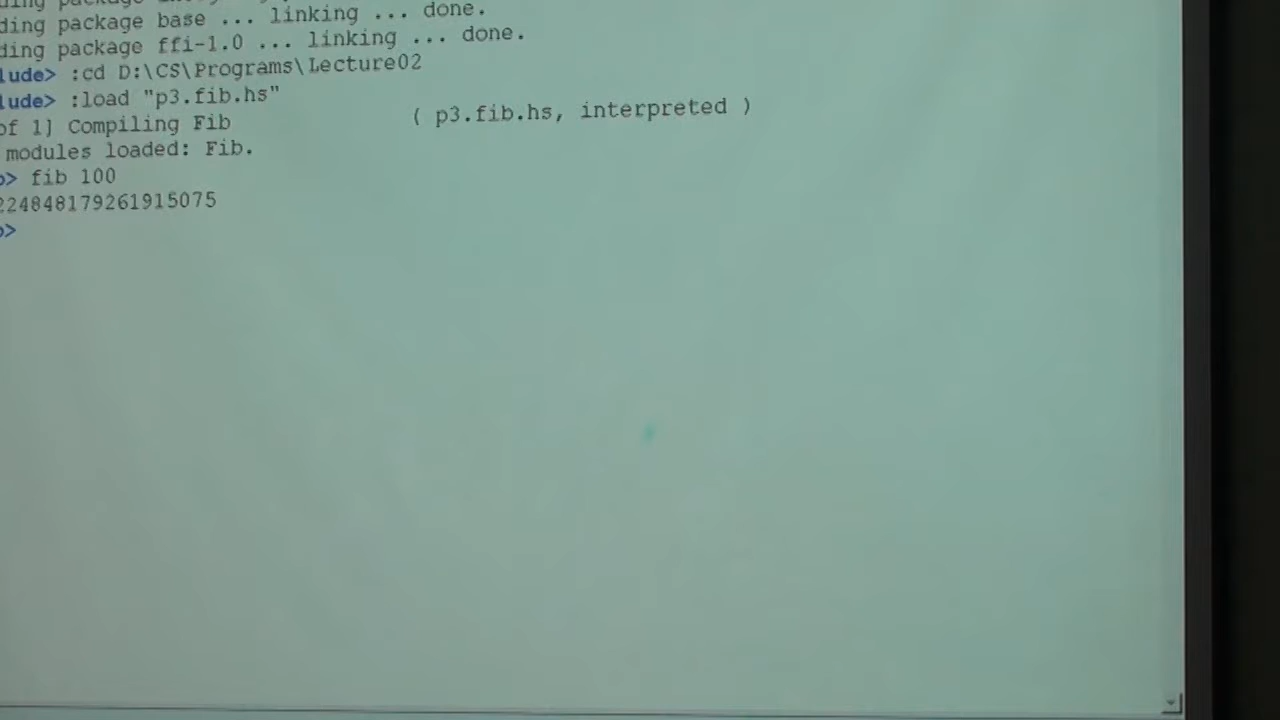 ding package base ... linking ... done.
ding package ffi-1.0 ... linking ... done.
lude> :cd D:\CS\Programs\Lecture02
lude> :load "p3.fib.hs"
of 1] Compiling Fib ( p3.fib.hs, interpreted )
modules loaded: Fib.
> fib 100
224848179261915075
>